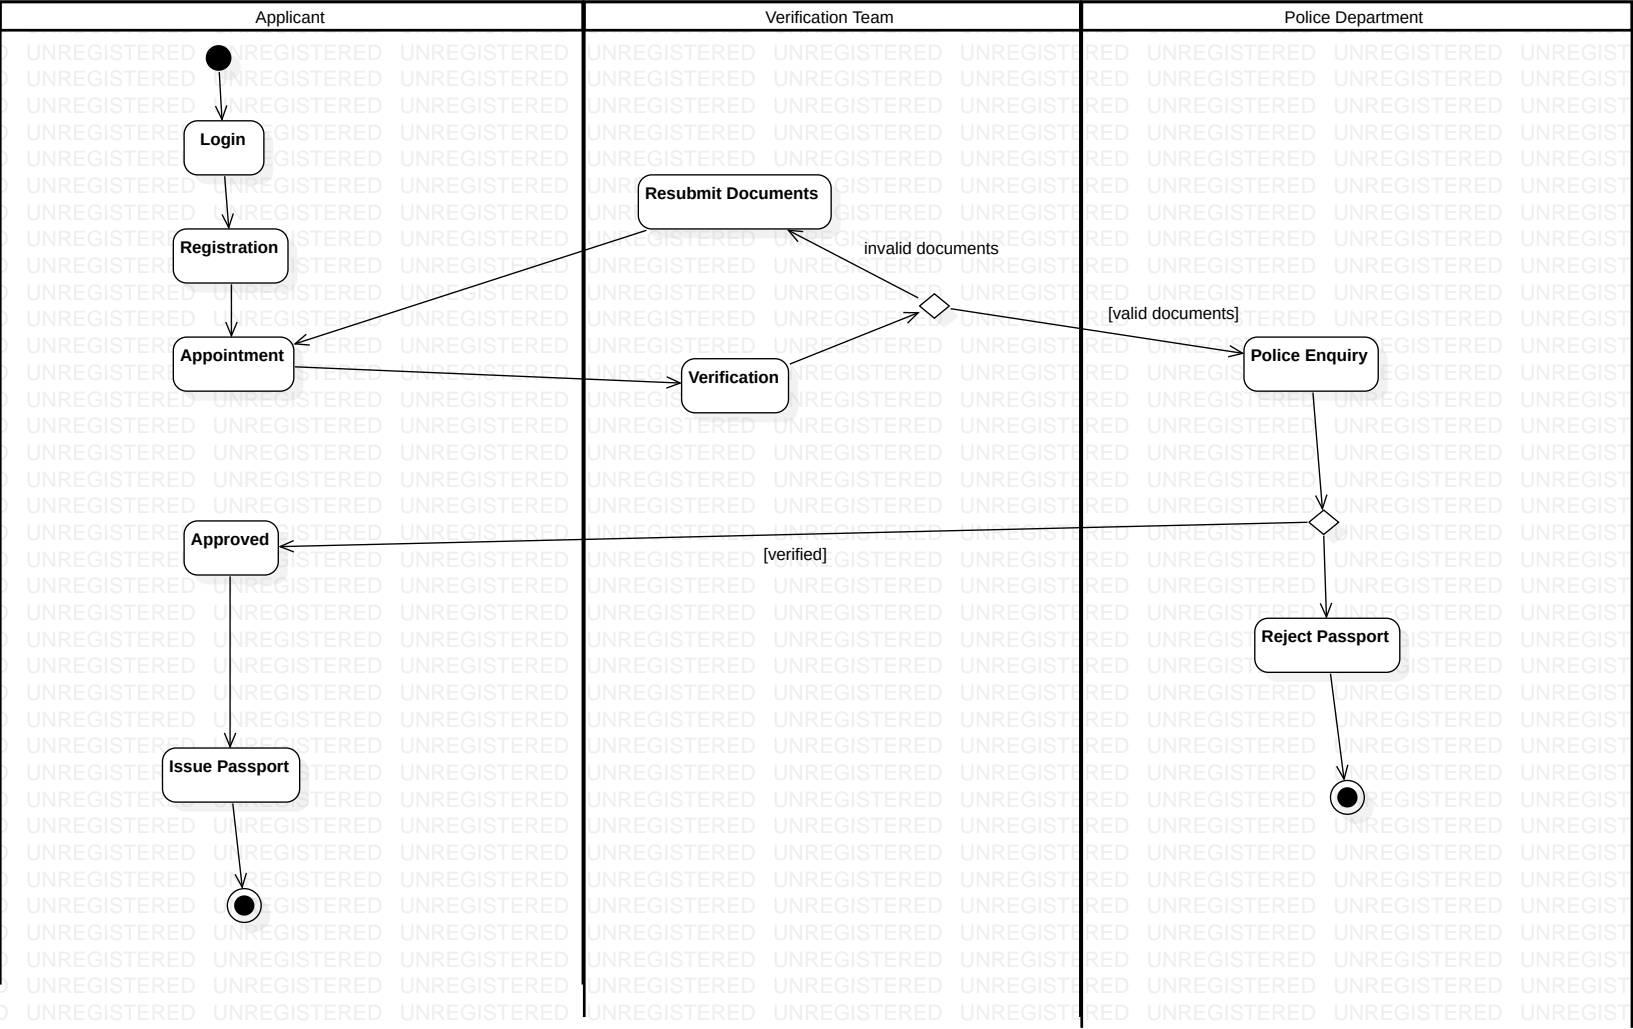 Applicant
Verification Team
Police Department
Login
Resubmit Documents
Registration
invalid documents
[valid documents]
Appointment
Verification
Police Enquiry
Approved
[verified]
Reject Passport
Issue Passport
UNREGISTERED